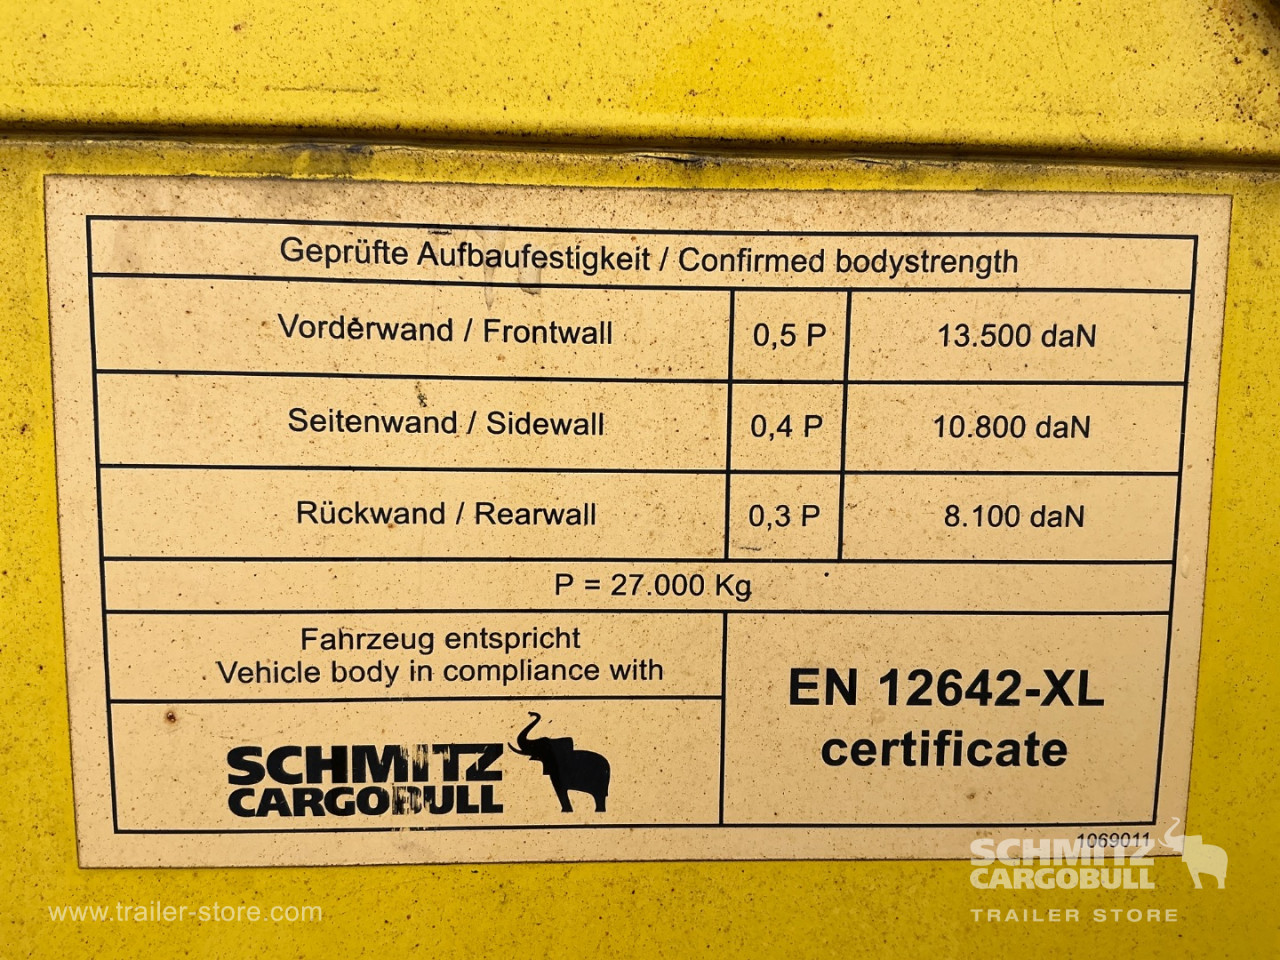 Geprüfte Aufbaufestigkeit / Confirmed bodystrength
Vorderwand / Frontwall 0,5 P 13.500 daN
Seitenwand / Sidewall 0,4 P 10.800 daN
Rückwand / Rearwall 0,3 P 8.100 daN
P = 27.000 Kg
Fahrzeug entspricht
Vehicle body in compliance with
EN 12642-XL
certificate
SCHMITZ
CARGOBULL
1069011
SCHMITZ
CARGOBULL
TRAILER STORE
www.trailer-store.com